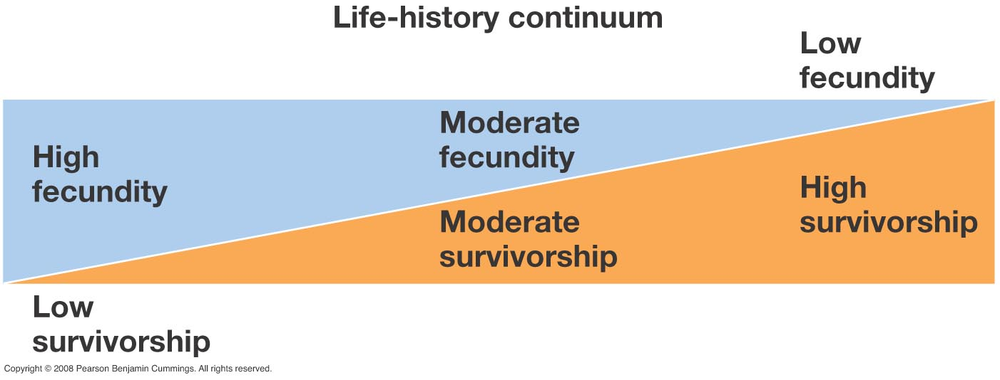 Life-history continuum
Low
fecundity
Moderate
fecundity
High
fecundity
High
survivorship
Moderate
survivorship
Low
survivorship
Copyright © 2008 Pearson Benjamin Cummings. All rights reserved.